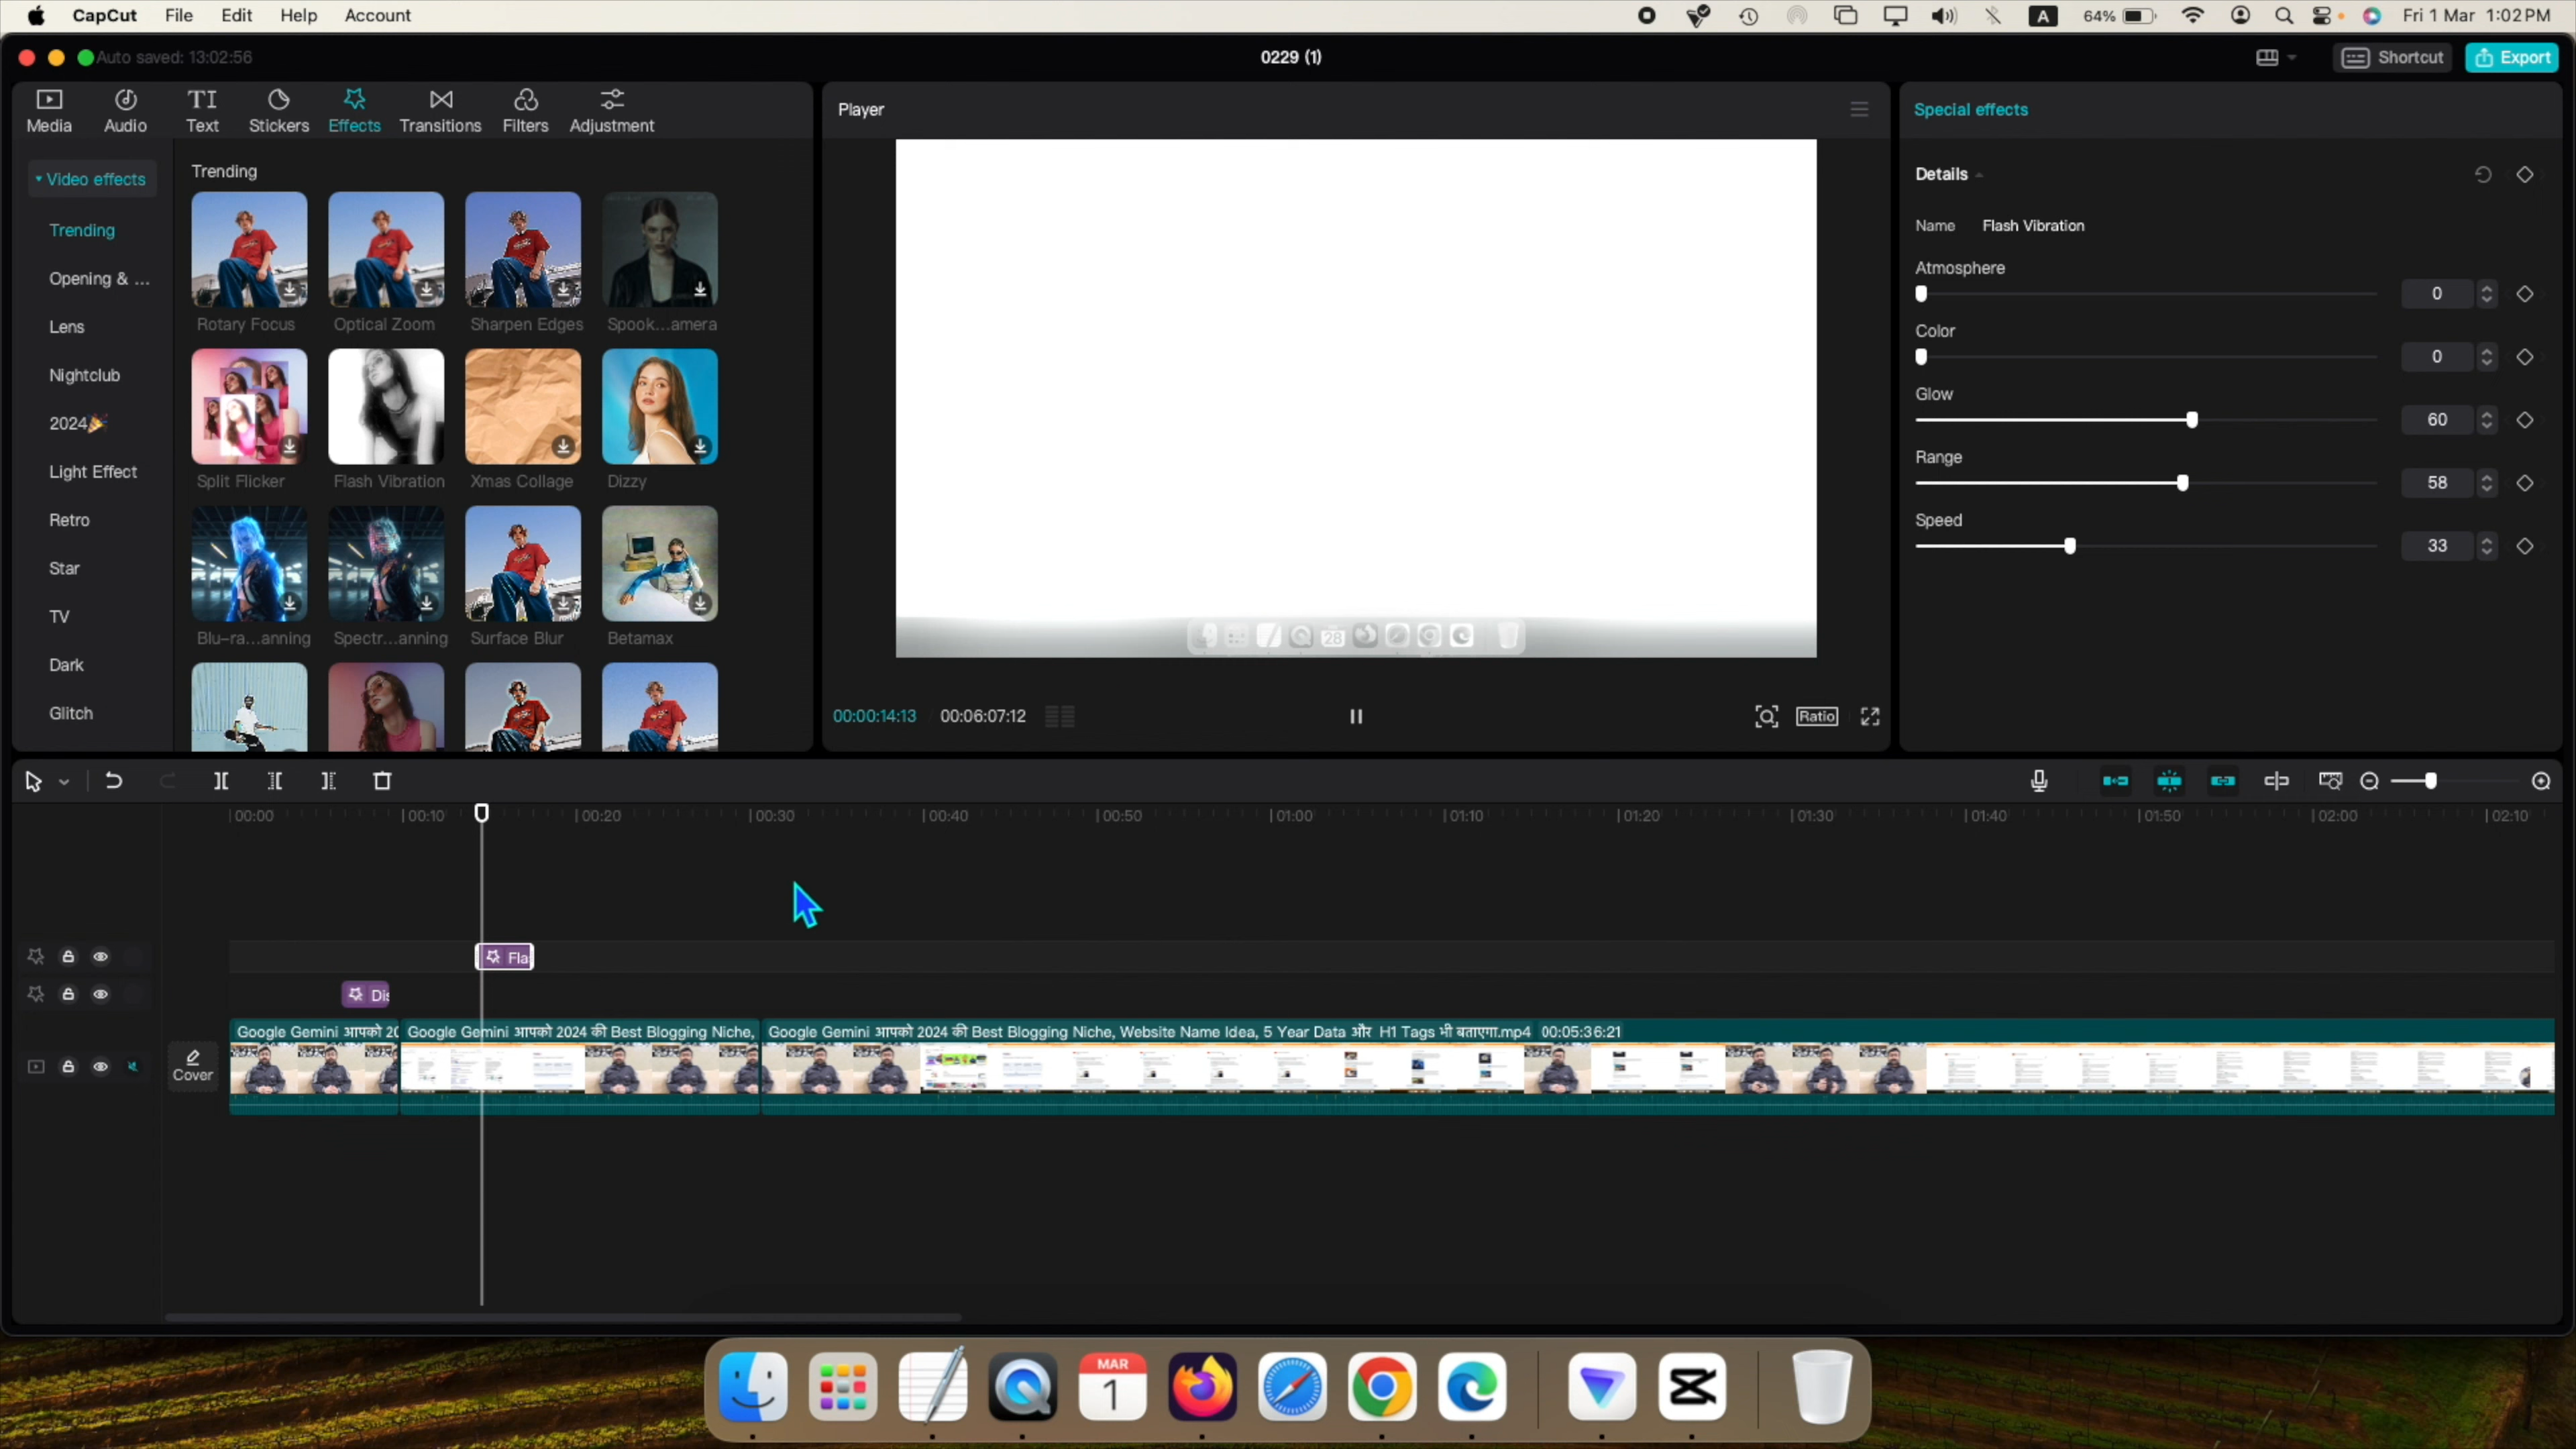 CapCut File Edit Help Account
A 64% Fri 1 Mar 1:02 PM
Auto saved: 13:02:56
0229 (1)
Shortcut Export
Media Audio Text Stickers Effects Transitions Filters Adjustment
Video effects
Trending
Opening & ...
Lens
Nightclub
2024🎉
Light Effect
Retro
Star
TV
Dark
Glitch
Trending
Rotary Focus Optical Zoom Sharpen Edges Spook...amera
Split Flicker Flash Vibration Xmas Collage Dizzy
Blu-ra...anning Spectr...anning Surface Blur Betamax
Player
28
00:00:14:13 00:06:07:12
Ratio
Special effects
Details
Name Flash Vibration
Atmosphere
0
Color
0
Glow
60
Range
58
Speed
33
00:00 00:10 00:20 00:30 00:40 00:50 01:00 01:10 01:20 01:30 01:40 01:50 02:00 02:10
Fla
Dis
Cover
Google Gemini आपको 20 Google Gemini आपको 2024 की Best Blogging Niche, Google Gemini आपको 2024 की Best Blogging Niche, Website Name Idea, 5 Year Data और H1 Tags भी बताएगा.mp4 00:05:36:21
MAR
1